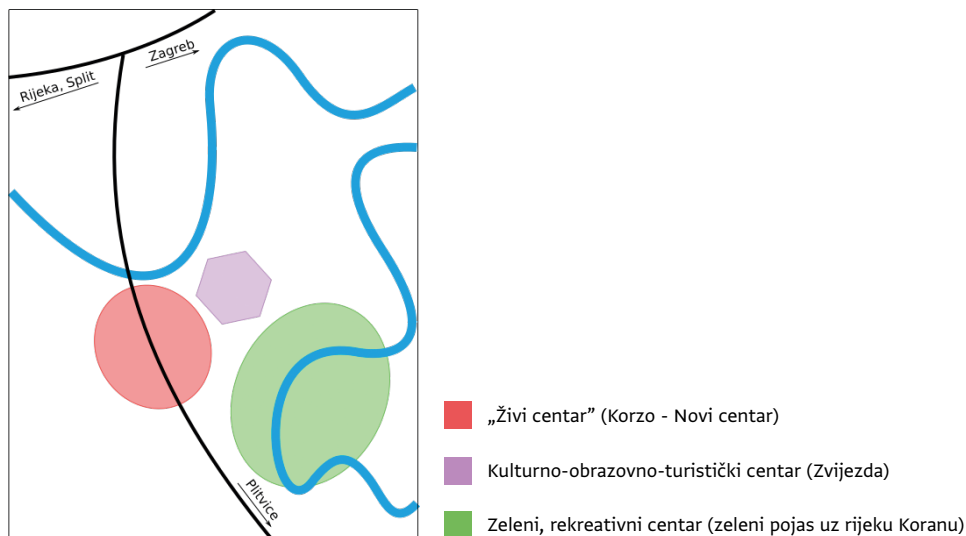 Zagreb
Rijeka, Split
Plitvice
„Živi centar” (Korzo - Novi centar)
Kulturno-obrazovno-turistički centar (Zvijezda)
Zeleni, rekreativni centar (zeleni pojas uz rijeku Koranu)